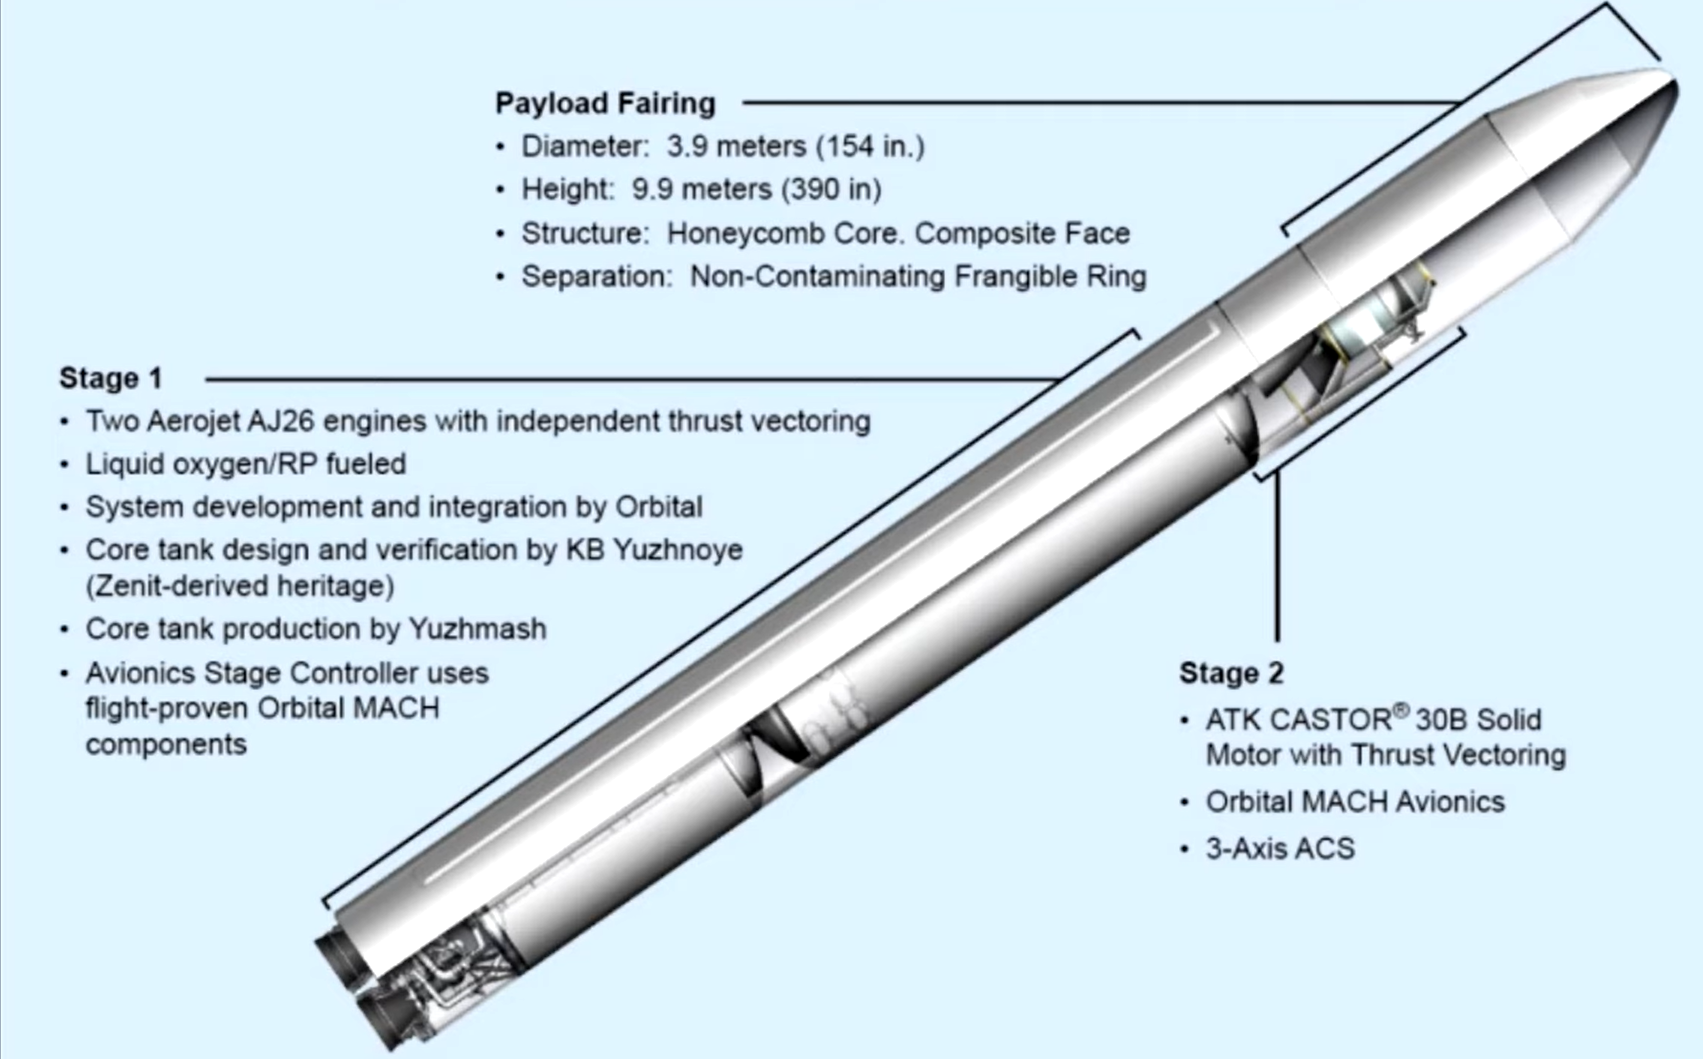 Payload Fairing
• Diameter: 3.9 meters (154 in.)
• Height: 9.9 meters (390 in)
• Structure: Honeycomb Core. Composite Face
• Separation: Non-Contaminating Frangible Ring
Stage 1
• Two Aerojet AJ26 engines with independent thrust vectoring
• Liquid oxygen/RP fueled
• System development and integration by Orbital
• Core tank design and verification by KB Yuzhnoye
(Zenit-derived heritage)
• Core tank production by Yuzhmash
• Avionics Stage Controller uses
flight-proven Orbital MACH
components
Stage 2
• ATK CASTOR® 30B Solid
Motor with Thrust Vectoring
• Orbital MACH Avionics
• 3-Axis ACS